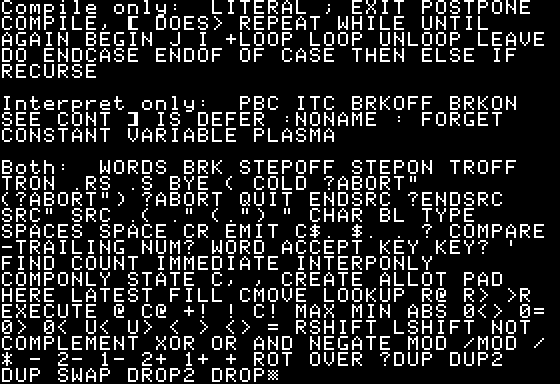 Compile only:  LITERAL ; EXIT POSTPONE
COMPILE, [ DOES> REPEAT WHILE UNTIL
AGAIN BEGIN J I +LOOP LOOP UNLOOP LEAVE
DO ENDCASE ENDOF OF CASE THEN ELSE IF
RECURSE

Interpret only:  PBC ITC BRKOFF BRKON
SEE CONT ] IS DEFER :NONAME : FORGET
CONSTANT VARIABLE PLASMA

Both:  WORDS BRK STEPOFF STEPON TROFF
TRON .RS .S BYE ( COLD ?ABORT"
(?ABORT") ?ABORT QUIT ENDSRC ?ENDSRC
SRC" SRC .( ." (.") " CHAR BL TYPE
SPACES SPACE CR EMIT C$. $. . ? COMPARE
-TRAILING NUM? WORD ACCEPT KEY KEY? '
FIND COUNT IMMEDIATE INTERPONLY
COMPONLY STATE C, , CREATE ALLOT PAD
HERE LATEST FILL CMOVE LOOKUP R@ R> >R
EXECUTE @ C@ +! ! C! MAX MIN ABS 0<> 0=
0> 0< U< U> < > <> = RSHIFT LSHIFT NOT
COMPLEMENT XOR OR AND NEGATE MOD /MOD /
* - 2- 1- 2+ 1+ + ROT OVER ?DUP DUP2
DUP SWAP DROP2 DROP